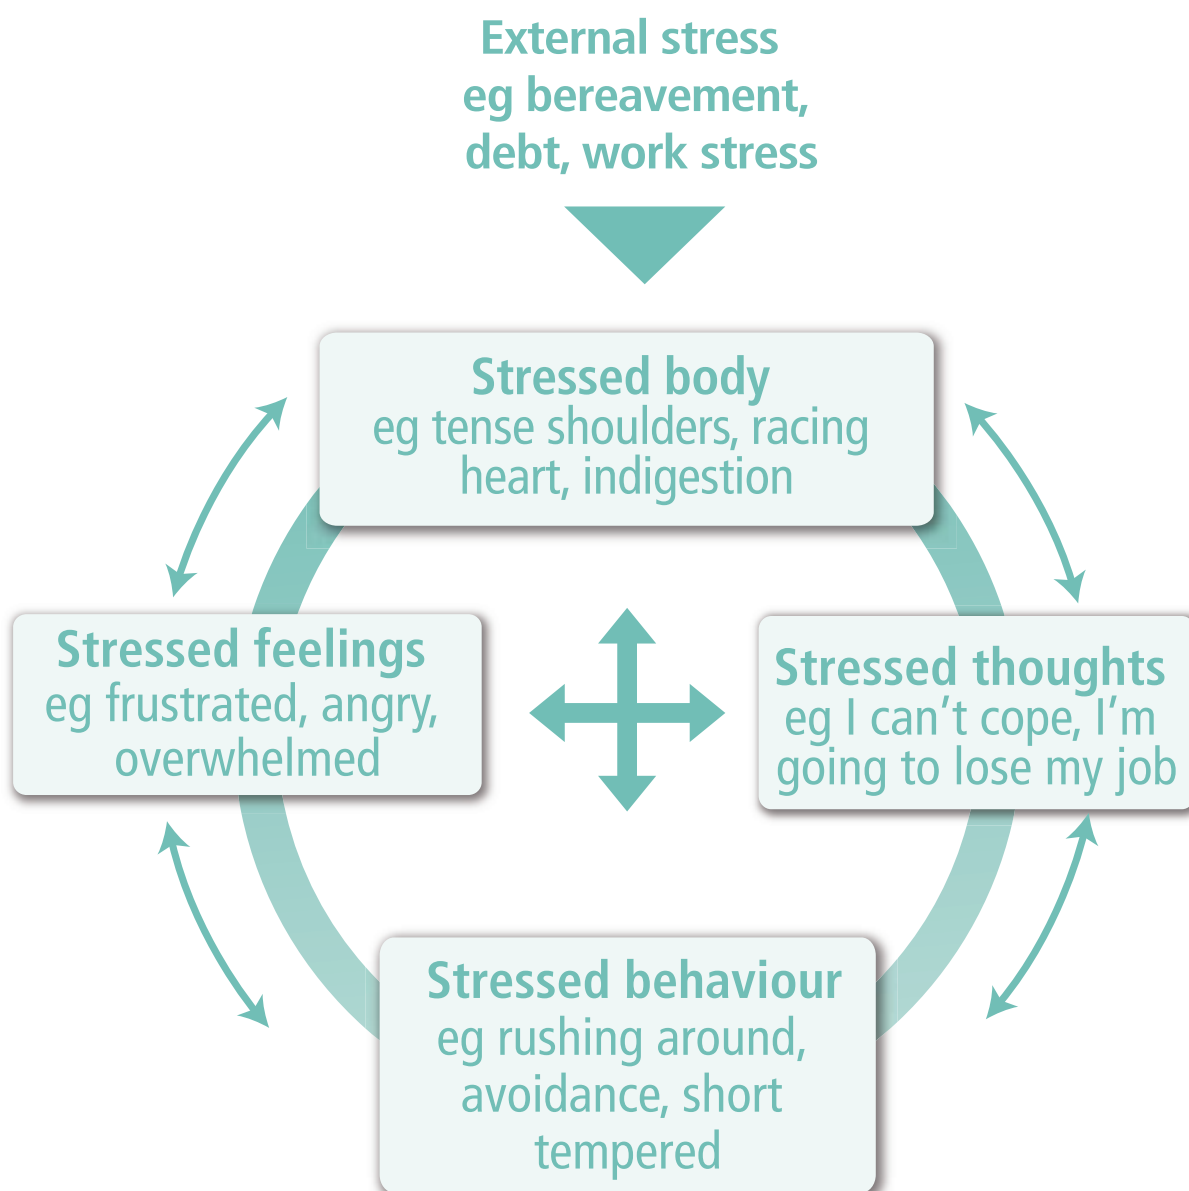 External stress
eg bereavement,
debt, work stress
Stressed body
eg tense shoulders, racing
heart, indigestion
Stressed feelings
eg frustrated, angry,
overwhelmed
Stressed thoughts
eg I can’t cope, I’m
going to lose my job
Stressed behaviour
eg rushing around,
avoidance, short
tempered